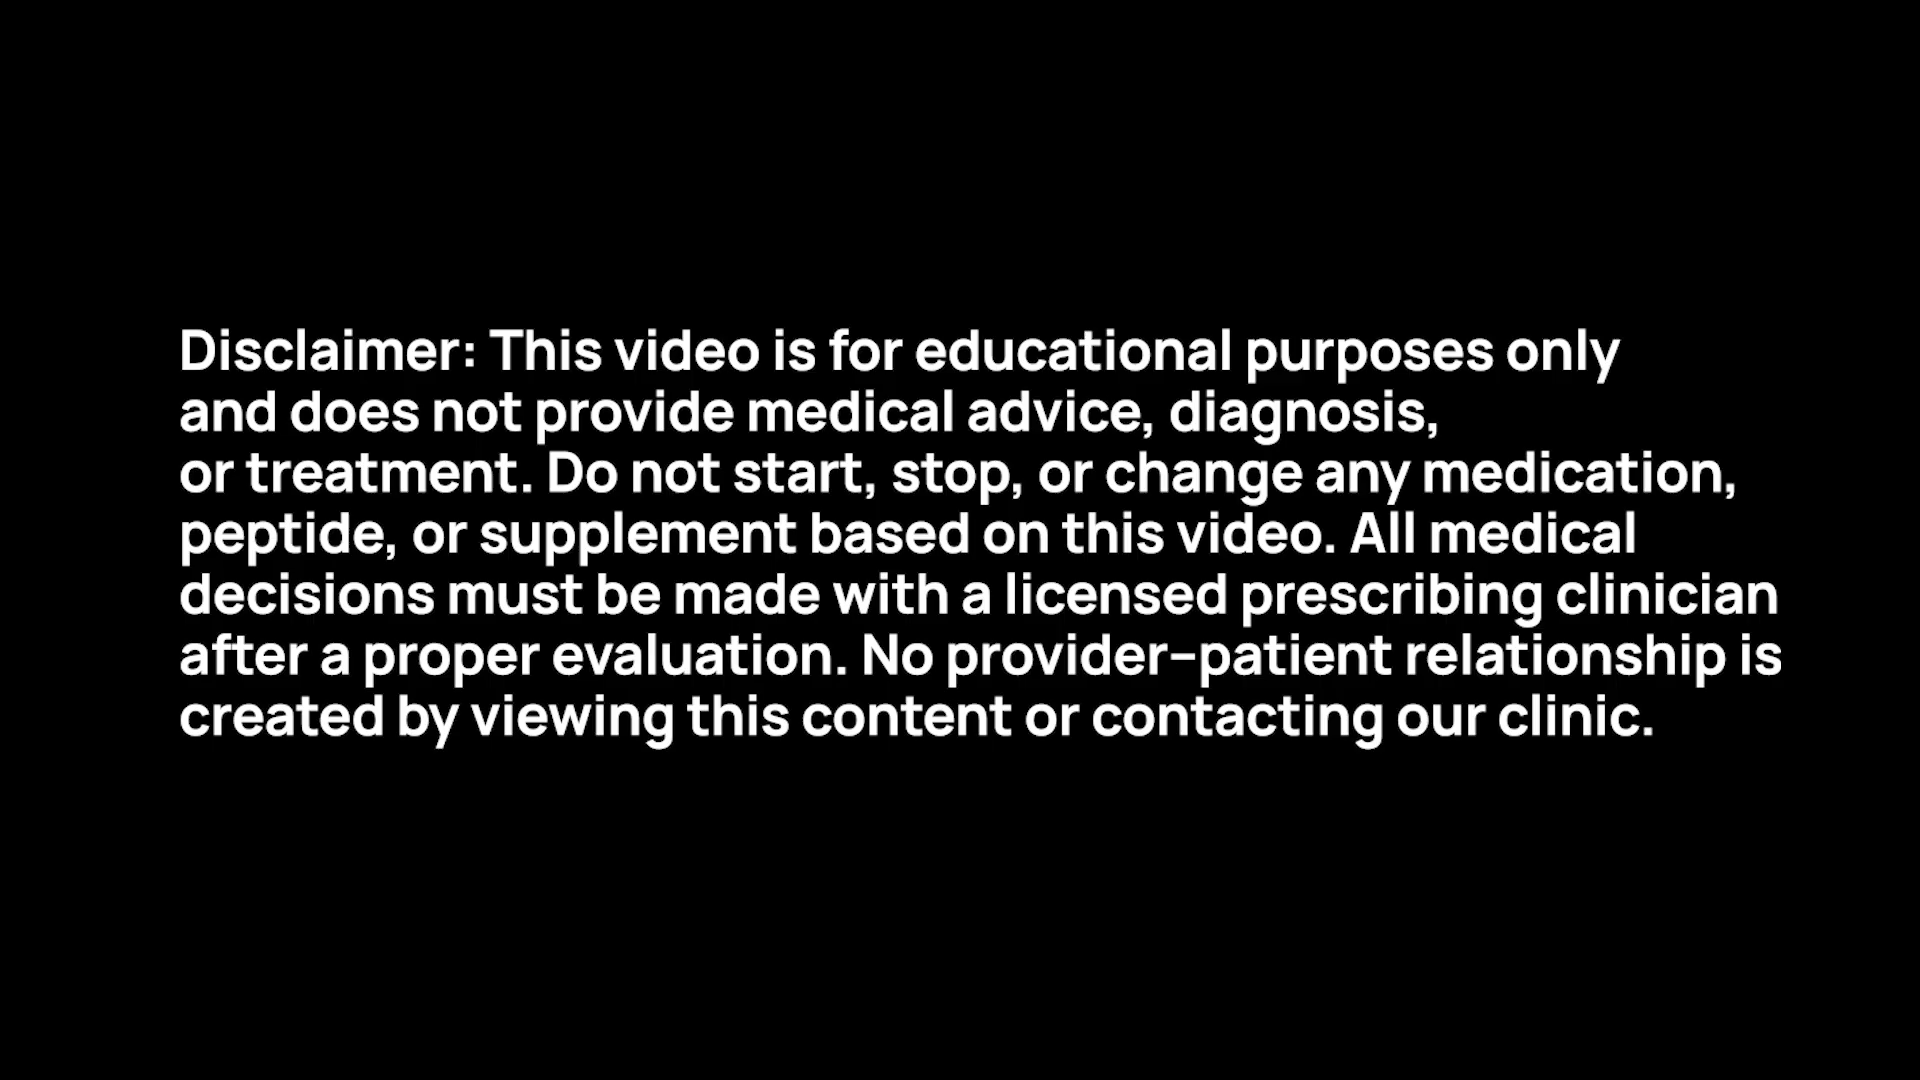 Disclaimer: This video is for educational purposes only
and does not provide medical advice, diagnosis,
or treatment. Do not start, stop, or change any medication,
peptide, or supplement based on this video. All medical
decisions must be made with a licensed prescribing clinician
after a proper evaluation. No provider–patient relationship is
created by viewing this content or contacting our clinic.